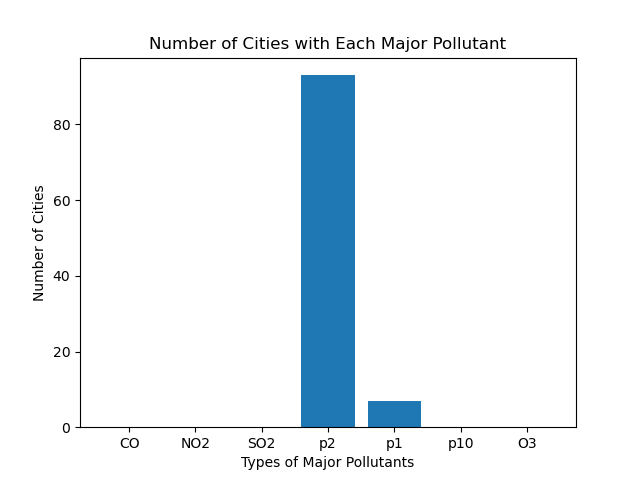 Number of Cities with Each Major Pollutant
Number of Cities
80
60
40
20
0
CO NO2 SO2 p2 p1 p10 O3
Types of Major Pollutants